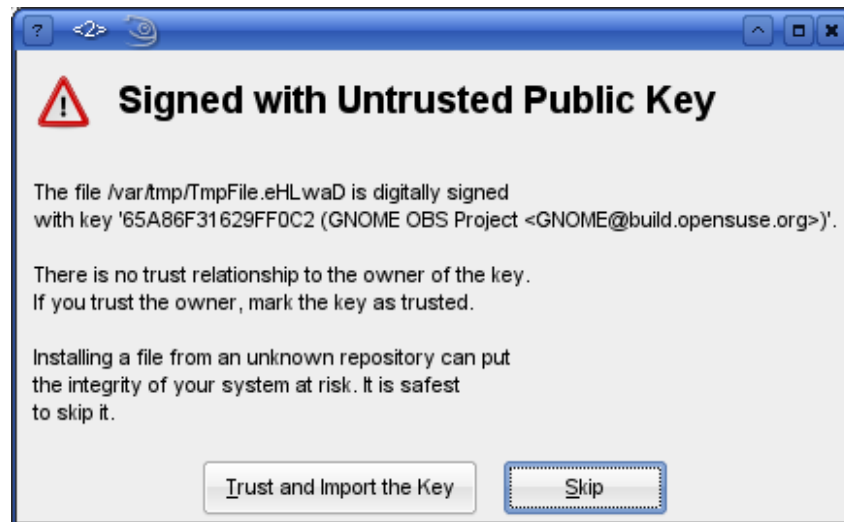 <2>
Signed with Untrusted Public Key
The file /var/tmp/TmpFile.eHLwaD is digitally signed
with key '65A86F31629FF0C2 (GNOME OBS Project <GNOME@build.opensuse.org>)'.
There is no trust relationship to the owner of the key.
If you trust the owner, mark the key as trusted.
Installing a file from an unknown repository can put
the integrity of your system at risk. It is safest
to skip it.
Trust and Import the Key
Skip